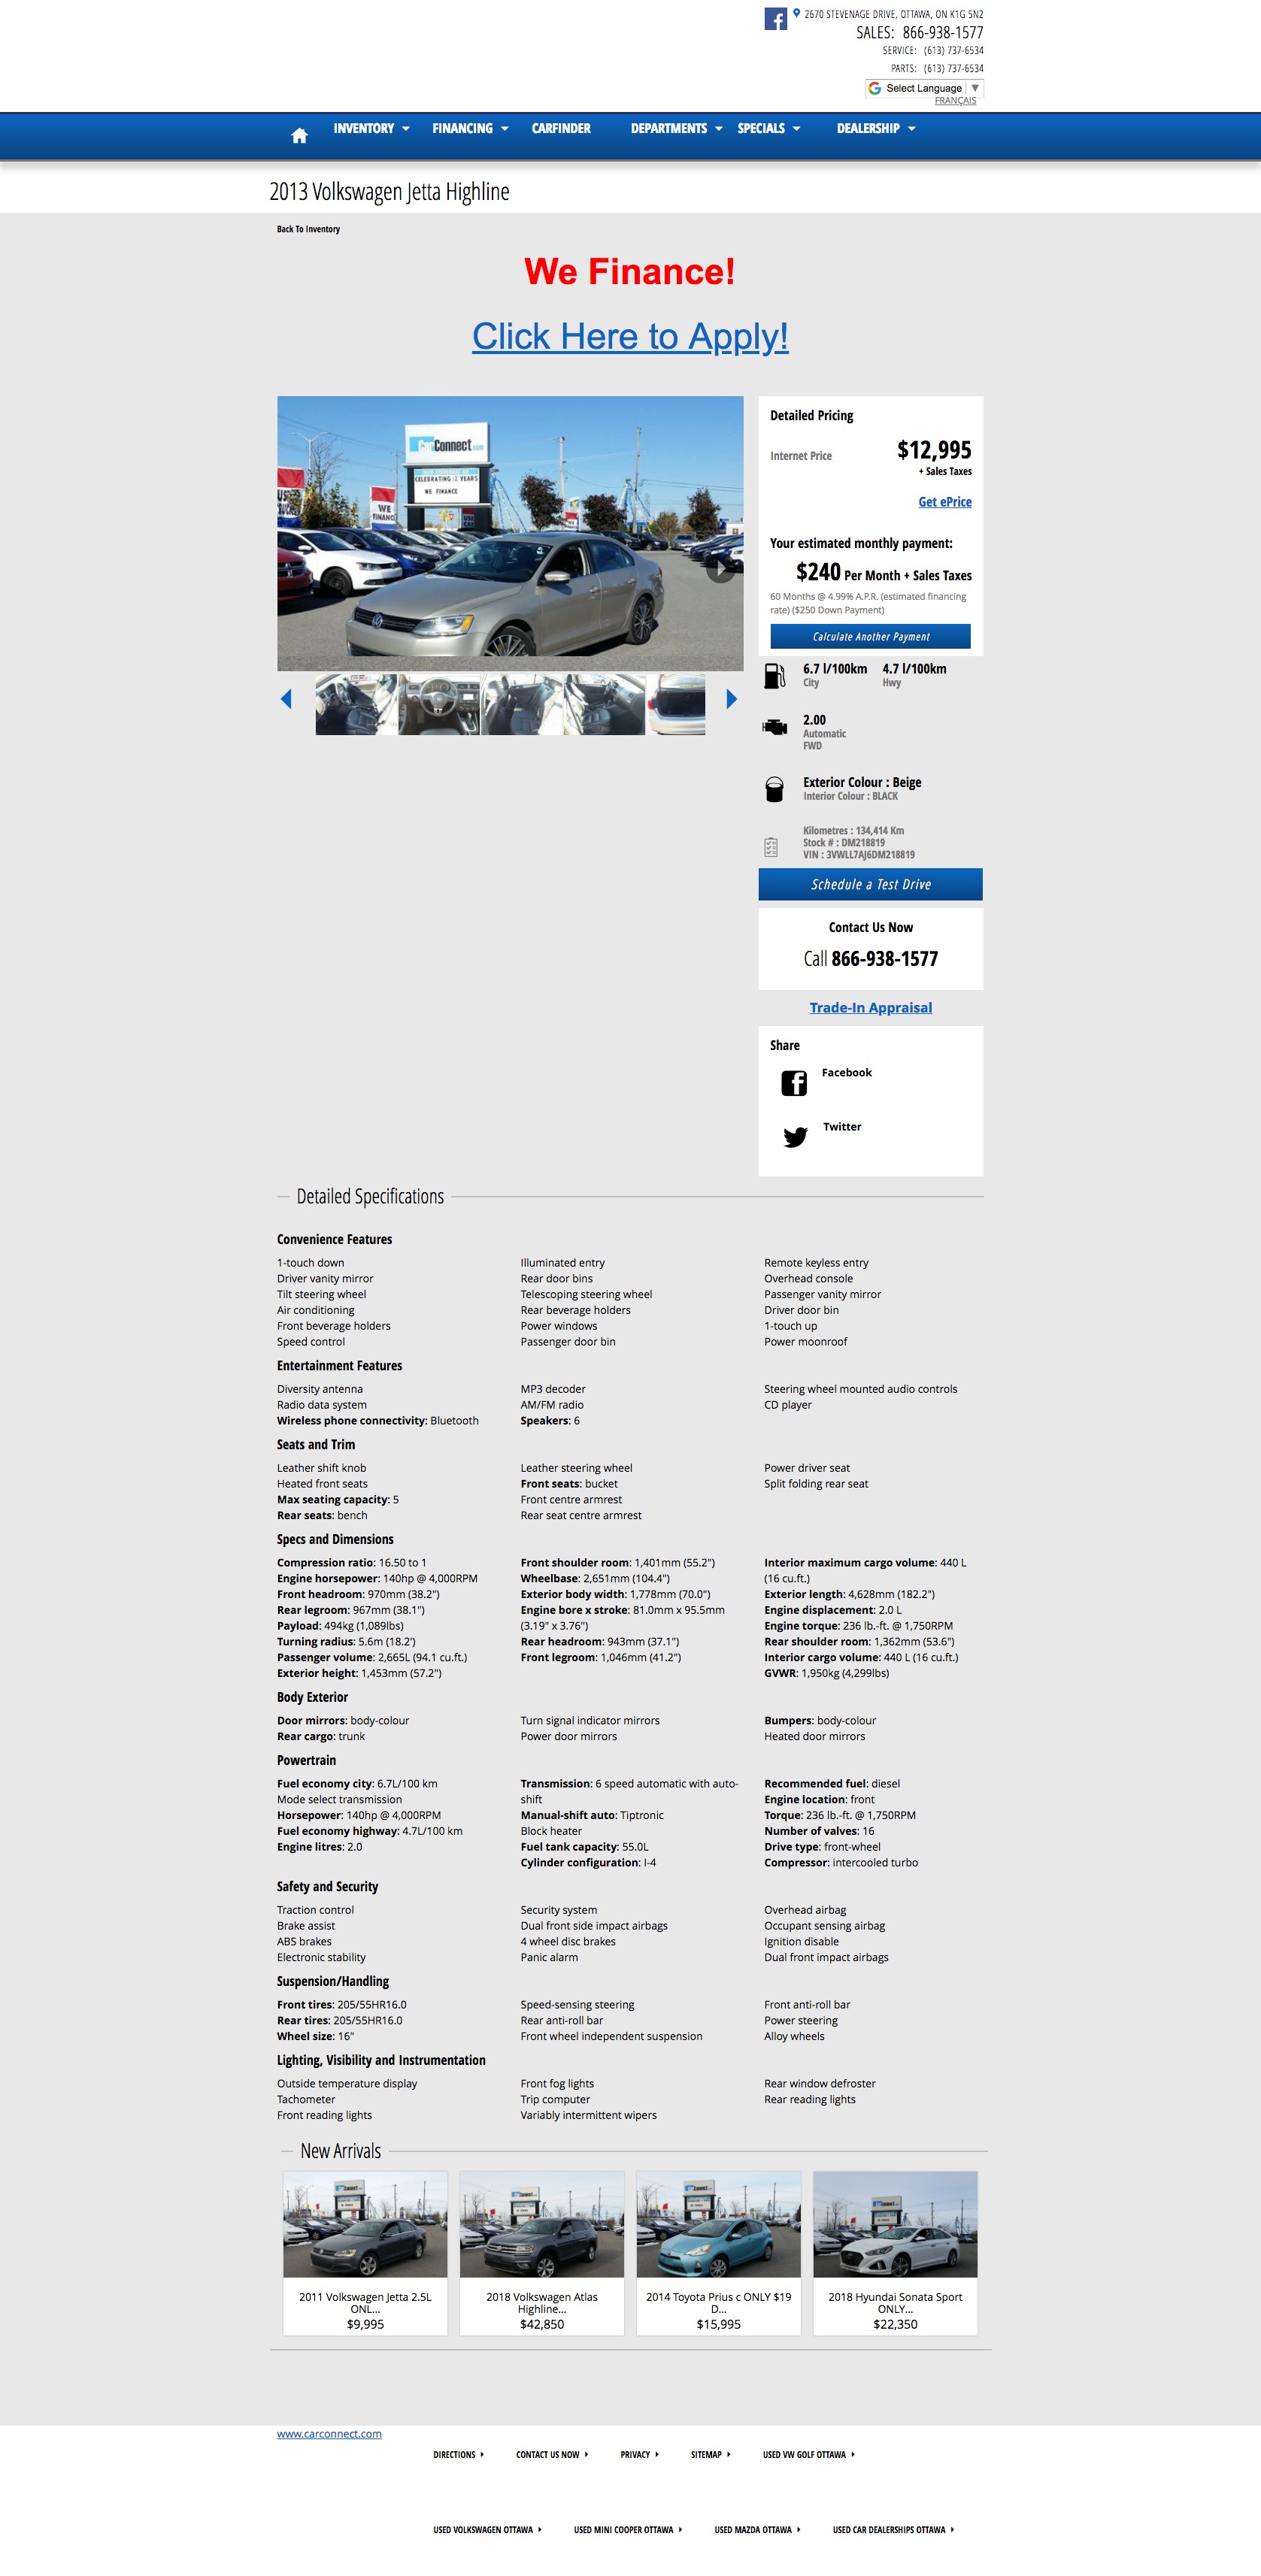 2670 STEVENAGE DRIVE, OTTAWA, ON K1G 5N2
SALES: 866-938-1577
SERVICE: (613) 737-6534
PARTS: (613) 737-6534
Select Language ▼
FRANÇAIS
INVENTORY FINANCING CARFINDER DEPARTMENTS SPECIALS DEALERSHIP
2013 Volkswagen Jetta Highline
Back To Inventory
We Finance!
Click Here to Apply!
CarConnect.com
CELEBRATING 12 YEARS
WE FINANCE
WE
FINANC
Detailed Pricing
Internet Price $12,995
+ Sales Taxes
Get ePrice
Your estimated monthly payment:
$240 Per Month + Sales Taxes
60 Months @ 4.99% A.P.R. (estimated financing
rate) ($250 Down Payment)
Calculate Another Payment
6.7 l/100km 4.7 l/100km
City Hwy
2.00
Automatic
FWD
Exterior Colour : Beige
Interior Colour : BLACK
Kilometres : 134,414 Km
Stock # : DM218819
VIN : 3VWLL7AJ6DM218819
Schedule a Test Drive
Contact Us Now
Call 866-938-1577
Trade-In Appraisal
Share
Facebook
Twitter
Detailed Specifications
Convenience Features
1-touch down Illuminated entry Remote keyless entry
Driver vanity mirror Rear door bins Overhead console
Tilt steering wheel Telescoping steering wheel Passenger vanity mirror
Air conditioning Rear beverage holders Driver door bin
Front beverage holders Power windows 1-touch up
Speed control Passenger door bin Power moonroof
Entertainment Features
Diversity antenna MP3 decoder Steering wheel mounted audio controls
Radio data system AM/FM radio CD player
Wireless phone connectivity: Bluetooth Speakers: 6
Seats and Trim
Leather shift knob Leather steering wheel Power driver seat
Heated front seats Front seats: bucket Split folding rear seat
Max seating capacity: 5 Front centre armrest
Rear seats: bench Rear seat centre armrest
Specs and Dimensions
Compression ratio: 16.50 to 1 Front shoulder room: 1,401mm (55.2") Interior maximum cargo volume: 440 L
Engine horsepower: 140hp @ 4,000RPM Wheelbase: 2,651mm (104.4") (16 cu.ft.)
Front headroom: 970mm (38.2") Exterior body width: 1,778mm (70.0") Exterior length: 4,628mm (182.2")
Rear legroom: 967mm (38.1") Engine bore x stroke: 81.0mm x 95.5mm Engine displacement: 2.0 L
Payload: 494kg (1,089lbs) (3.19" x 3.76") Engine torque: 236 lb.-ft. @ 1,750RPM
Turning radius: 5.6m (18.2') Rear headroom: 943mm (37.1") Rear shoulder room: 1,362mm (53.6")
Passenger volume: 2,665L (94.1 cu.ft.) Front legroom: 1,046mm (41.2") Interior cargo volume: 440 L (16 cu.ft.)
Exterior height: 1,453mm (57.2") GVWR: 1,950kg (4,299lbs)
Body Exterior
Door mirrors: body-colour Turn signal indicator mirrors Bumpers: body-colour
Rear cargo: trunk Power door mirrors Heated door mirrors
Powertrain
Fuel economy city: 6.7L/100 km Transmission: 6 speed automatic with auto- Recommended fuel: diesel
Mode select transmission shift Engine location: front
Horsepower: 140hp @ 4,000RPM Manual-shift auto: Tiptronic Torque: 236 lb.-ft. @ 1,750RPM
Fuel economy highway: 4.7L/100 km Block heater Number of valves: 16
Engine litres: 2.0 Fuel tank capacity: 55.0L Drive type: front-wheel
Cylinder configuration: I-4 Compressor: intercooled turbo
Safety and Security
Traction control Security system Overhead airbag
Brake assist Dual front side impact airbags Occupant sensing airbag
ABS brakes 4 wheel disc brakes Ignition disable
Electronic stability Panic alarm Dual front impact airbags
Suspension/Handling
Front tires: 205/55HR16.0 Speed-sensing steering Front anti-roll bar
Rear tires: 205/55HR16.0 Rear anti-roll bar Power steering
Wheel size: 16" Front wheel independent suspension Alloy wheels
Lighting, Visibility and Instrumentation
Outside temperature display Front fog lights Rear window defroster
Tachometer Trip computer Rear reading lights
Front reading lights Variably intermittent wipers
New Arrivals
2011 Volkswagen Jetta 2.5L 2018 Volkswagen Atlas 2014 Toyota Prius c ONLY $19 2018 Hyundai Sonata Sport
ONL... Highline... D... ONLY...
$9,995 $42,850 $15,995 $22,350
www.carconnect.com
DIRECTIONS CONTACT US NOW PRIVACY SITEMAP USED VW GOLF OTTAWA
USED VOLKSWAGEN OTTAWA USED MINI COOPER OTTAWA USED MAZDA OTTAWA USED CAR DEALERSHIPS OTTAWA